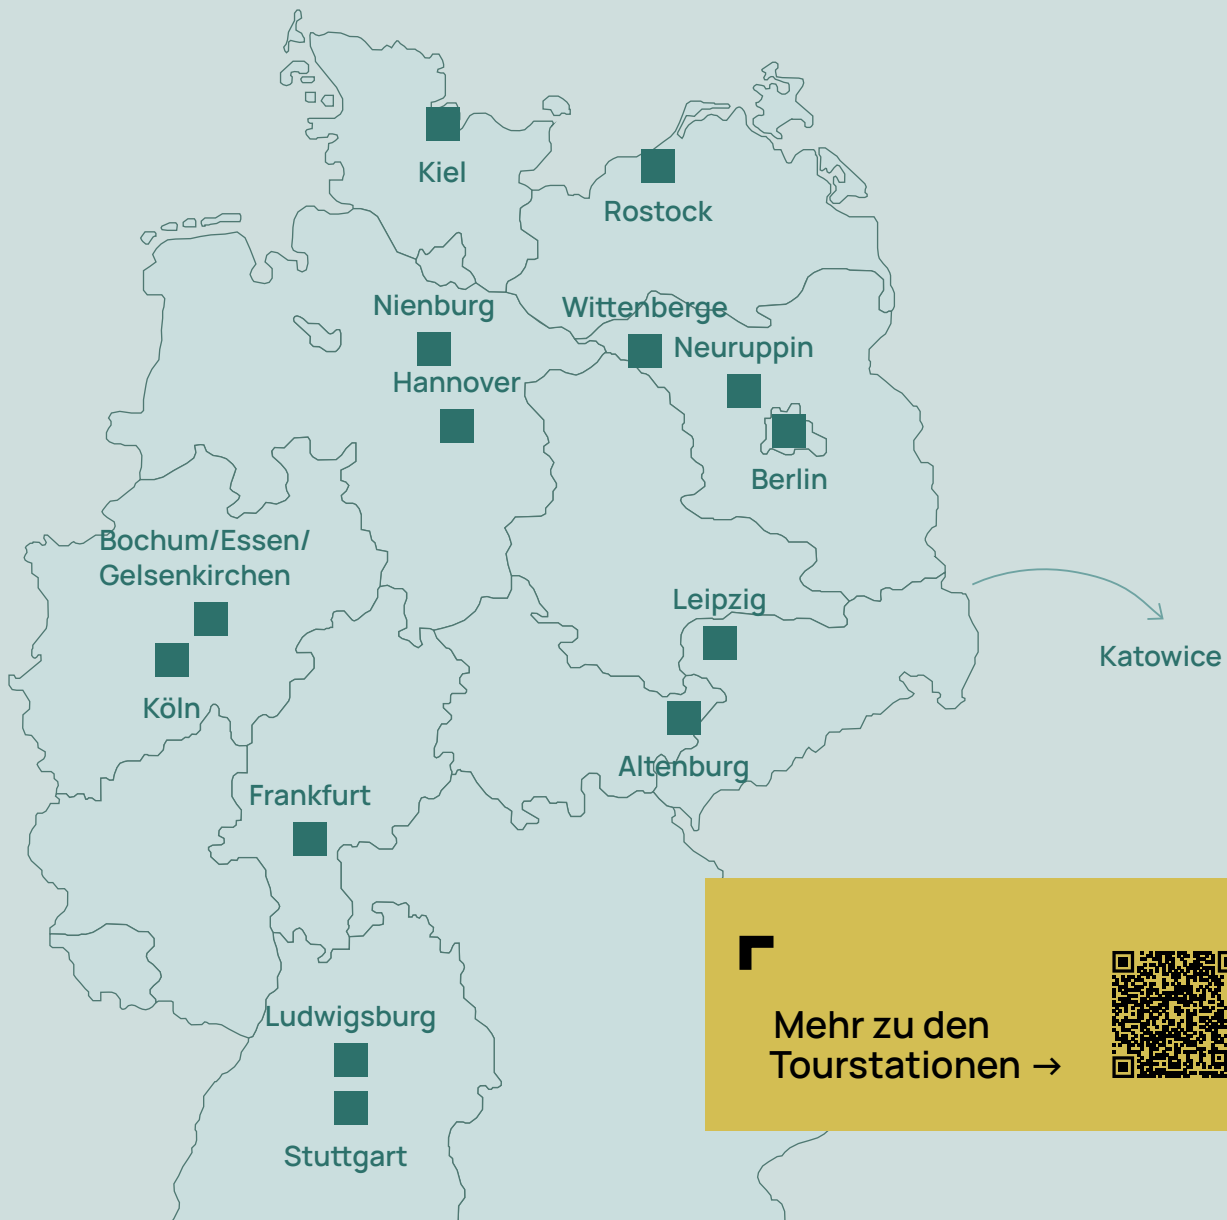 Kiel
Rostock
Nienburg
Wittenberge
Neuruppin
Hannover
Berlin
Bochum/Essen/
Gelsenkirchen
Leipzig
Katowice
Köln
Altenburg
Frankfurt
Ludwigsburg
Mehr zu den
Tourstationen →
Stuttgart